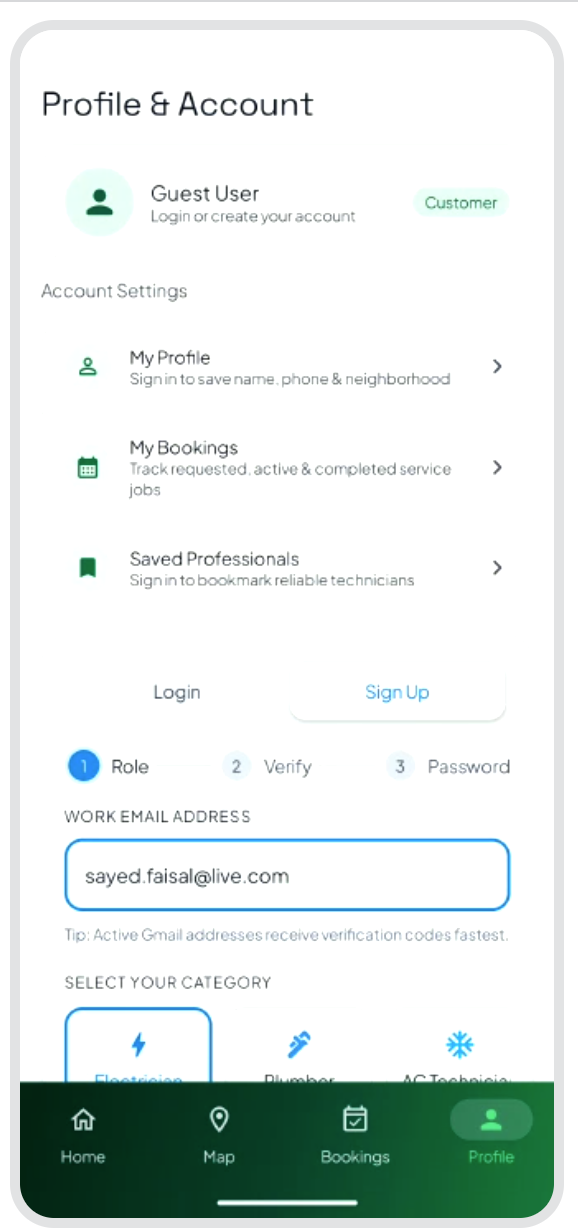 Profile & Account
Guest User
Login or create your account
Customer
Account Settings
My Profile
Sign in to save name, phone & neighborhood
My Bookings
Track requested, active & completed service
jobs
Saved Professionals
Sign in to bookmark reliable technicians
Login
Sign Up
1 Role
2 Verify
3 Password
WORK EMAIL ADDRESS
sayed.faisal@live.com
Tip: Active Gmail addresses receive verification codes fastest.
SELECT YOUR CATEGORY
Electrician
Plumber
AC Technicia
Home
Map
Bookings
Profile